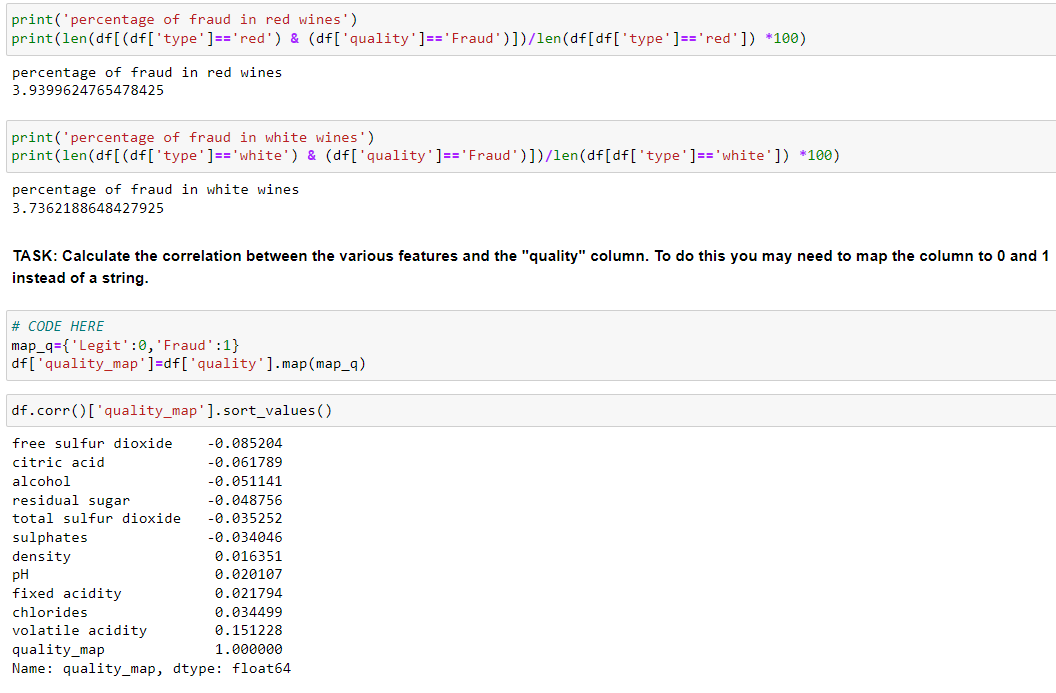 print('percentage of fraud in red wines')
print(len(df[(df['type']=='red') & (df['quality']=='Fraud')])/len(df[df['type']=='red']) *100)
percentage of fraud in red wines
3.9399624765478425
print('percentage of fraud in white wines')
print(len(df[(df['type']=='white') & (df['quality']=='Fraud')])/len(df[df['type']=='white']) *100)
percentage of fraud in white wines
3.7362188648427925
TASK: Calculate the correlation between the various features and the "quality" column. To do this you may need to map the column to 0 and 1
instead of a string.
# CODE HERE
map_q={'Legit':0,'Fraud':1}
df['quality_map']=df['quality'].map(map_q)
df.corr()['quality_map'].sort_values()
free sulfur dioxide    -0.085204
citric acid            -0.061789
alcohol                -0.051141
residual sugar         -0.048756
total sulfur dioxide   -0.035252
sulphates              -0.034046
density                 0.016351
pH                      0.020107
fixed acidity           0.021794
chlorides               0.034499
volatile acidity        0.151228
quality_map             1.000000
Name: quality_map, dtype: float64